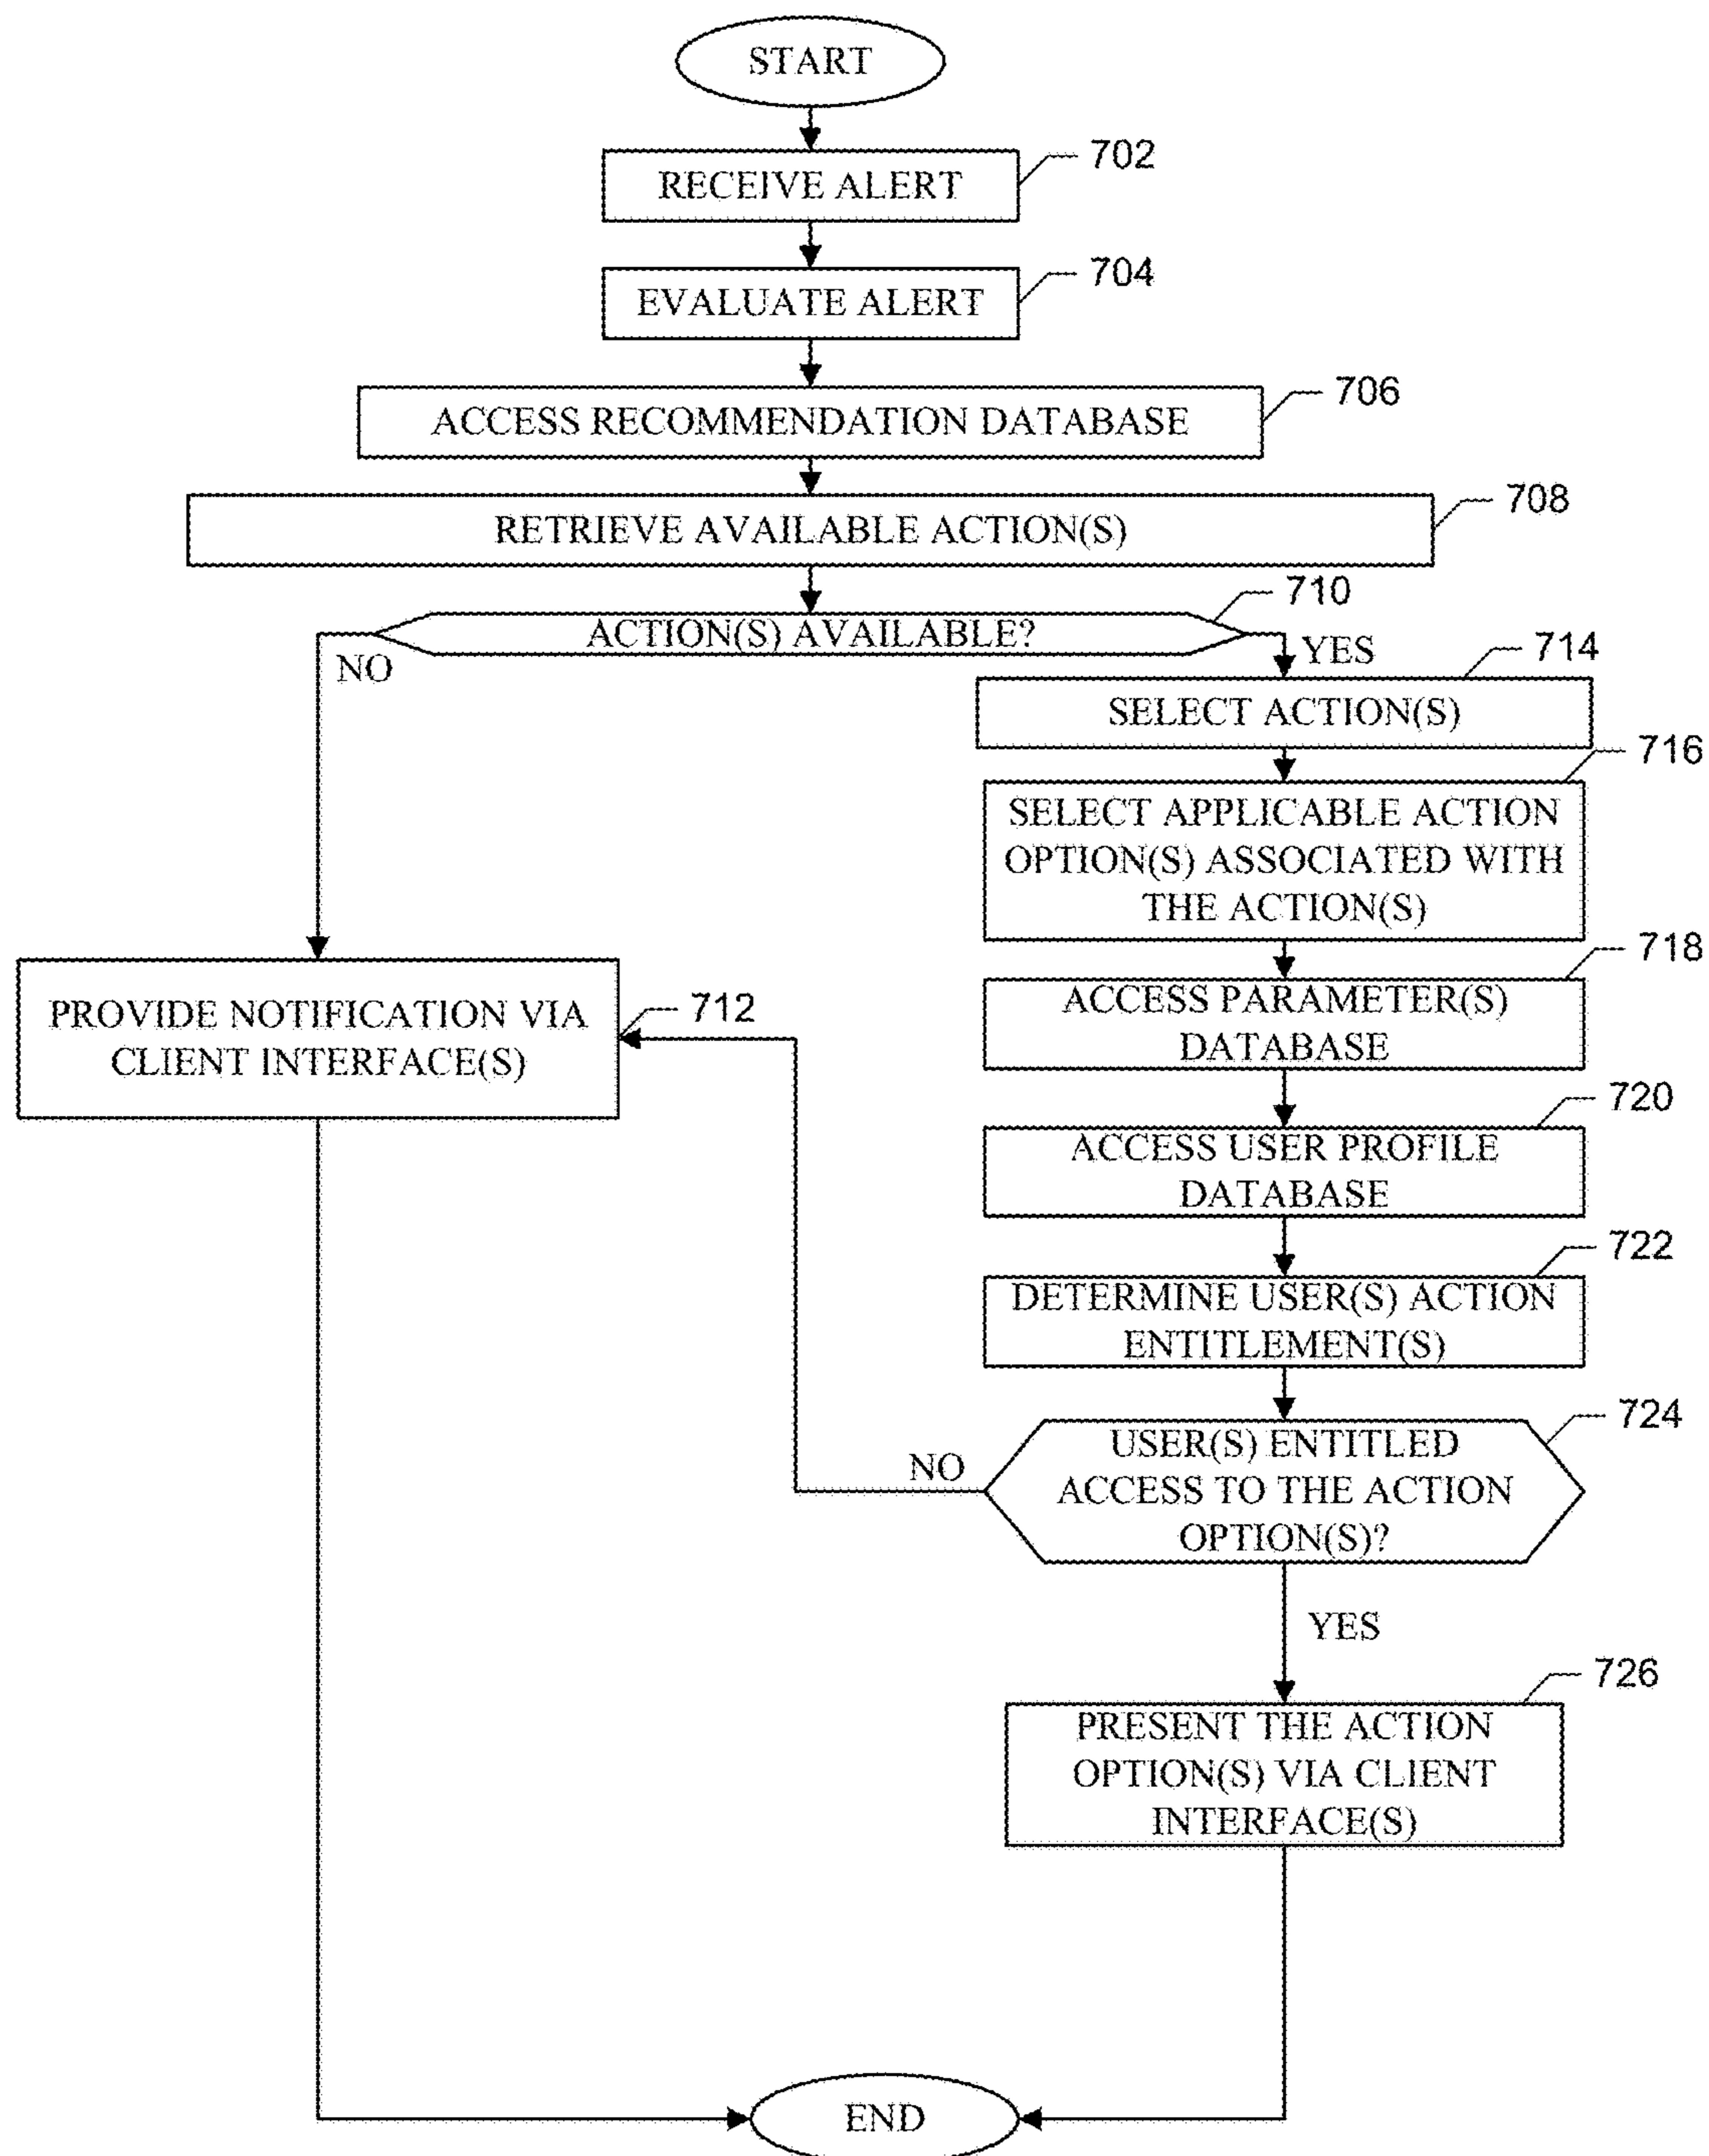 START
702
RECEIVE ALERT
704
EVALUATE ALERT
706
ACCESS RECOMMENDATION DATABASE
708
RETRIEVE AVAILABLE ACTION(S)
710
ACTION(S) AVAILABLE?
NO
YES
714
SELECT ACTION(S)
716
SELECT APPLICABLE ACTION
OPTION(S) ASSOCIATED WITH
THE ACTION(S)
718
ACCESS PARAMETER(S)
DATABASE
712
PROVIDE NOTIFICATION VIA
CLIENT INTERFACE(S)
720
ACCESS USER PROFILE
DATABASE
722
DETERMINE USER(S) ACTION
ENTITLEMENT(S)
724
USER(S) ENTITLED
ACCESS TO THE ACTION
OPTION(S)?
NO
YES
726
PRESENT THE ACTION
OPTION(S) VIA CLIENT
INTERFACE(S)
END